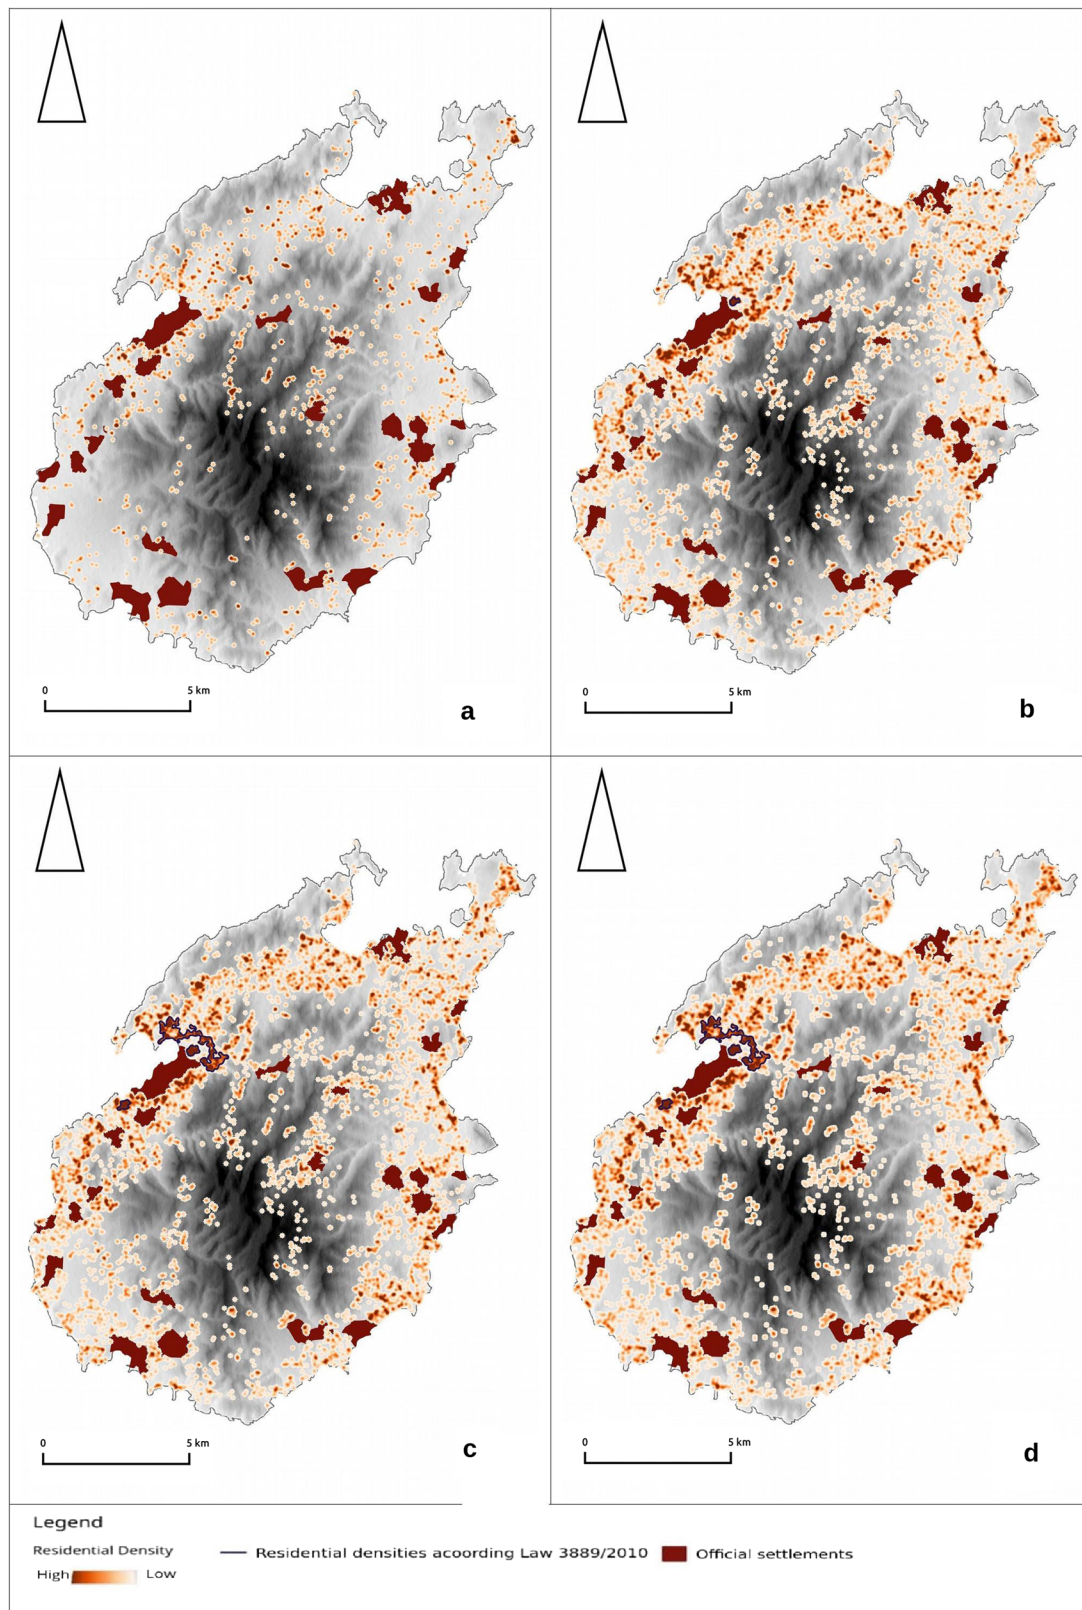 0 5 km
a
0 5 km
b
0 5 km
c
0 5 km
d
Legend
Residential Density
High Low
Residential densities acoording Law 3889/2010
Official settlements